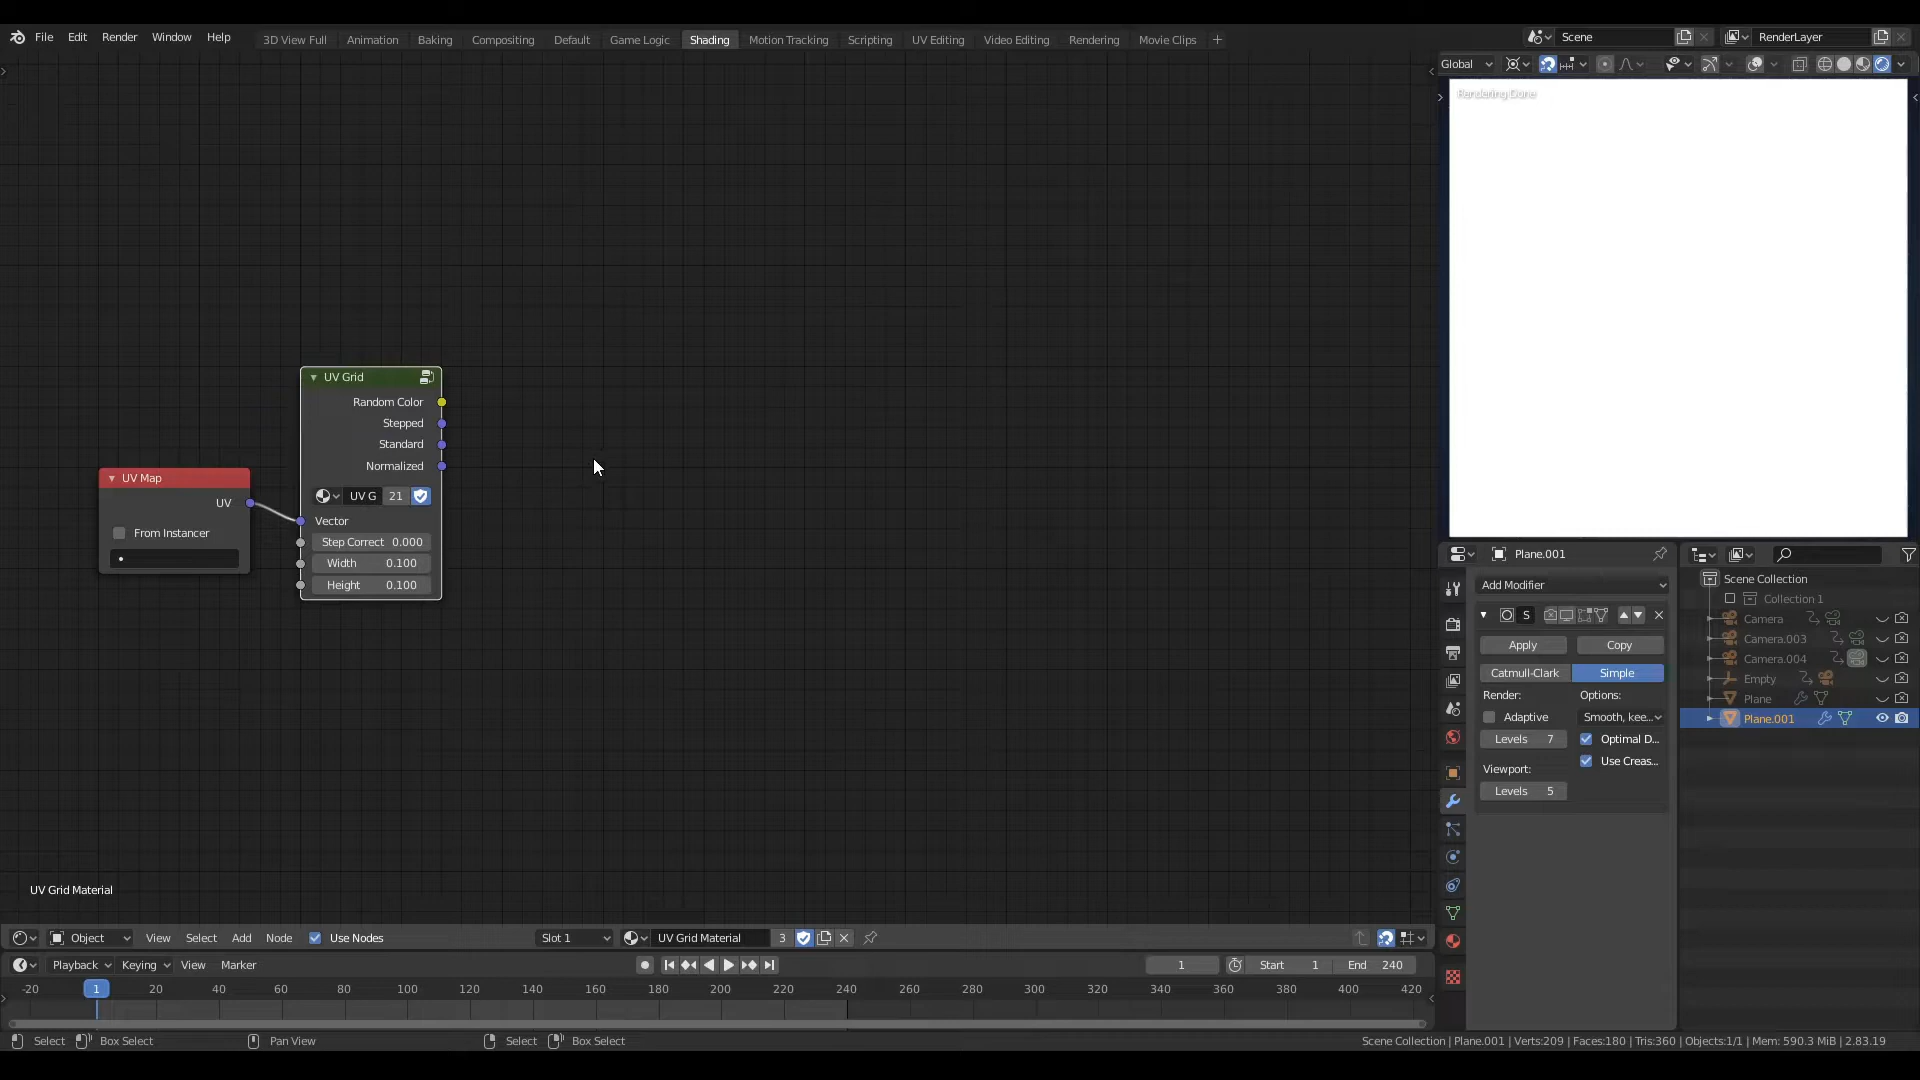 File Edit Render Window Help 3D View Full Animation Baking Compositing Default Game Logic Shading Motion Tracking Scripting UV Editing Video Editing Rendering Movie Clips + Scene RenderLayer
Global
Rendering Done
UV Grid
Random Color
Stepped
Standard
Normalized
UV G 21
Vector
Step Correct 0.000
Width 0.100
Height 0.100
UV Map
UV
From Instancer
UV Grid Material
Object View Select Add Node Use Nodes Slot 1 UV Grid Material 3
Playback Keying View Marker 1 Start 1 End 240
-20 1 20 40 60 80 100 120 140 160 180 200 220 240 260 280 300 320 340 360 380 400 420
Plane.001
Add Modifier
S
Apply Copy
Catmull-Clark Simple
Render: Options:
Adaptive Smooth, kee...
Levels 7 Optimal D...
Use Creas...
Viewport:
Levels 5
Scene Collection
Collection 1
Camera
Camera.003
Camera.004
Empty
Plane
Plane.001
Select Box Select Pan View Select Box Select Scene Collection | Plane.001 | Verts:209 | Faces:180 | Tris:360 | Objects:1/1 | Mem: 590.3 MiB | 2.83.19